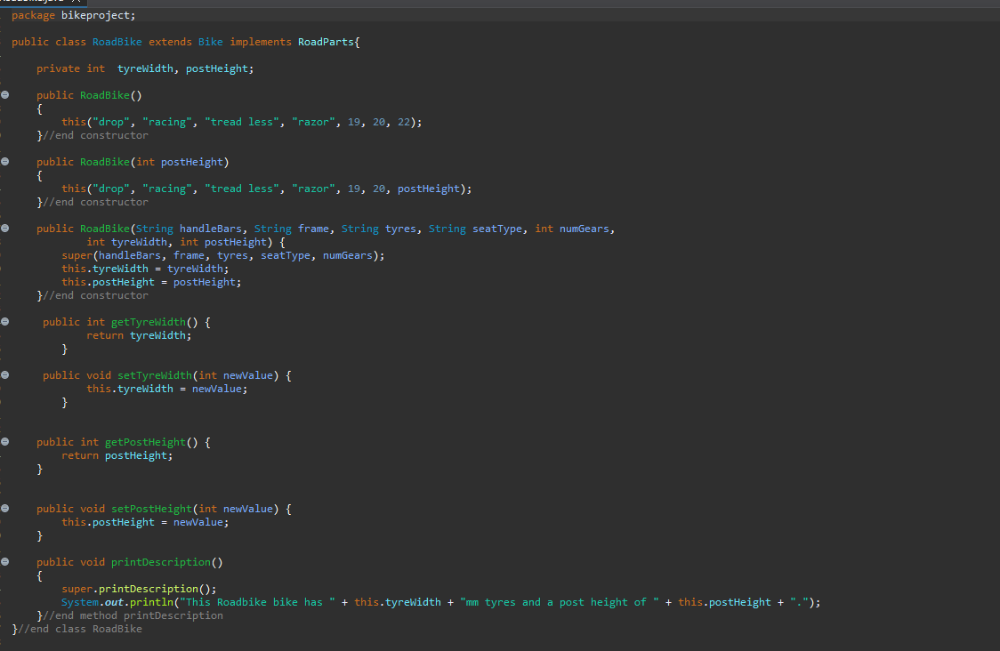 package bikeproject;

public class RoadBike extends Bike implements RoadParts{

    private int  tyreWidth, postHeight;

    public RoadBike()
    {
        this("drop", "racing", "tread less", "razor", 19, 20, 22);
    }//end constructor

    public RoadBike(int postHeight)
    {
        this("drop", "racing", "tread less", "razor", 19, 20, postHeight);
    }//end constructor

    public RoadBike(String handleBars, String frame, String tyres, String seatType, int numGears,
            int tyreWidth, int postHeight) {
        super(handleBars, frame, tyres, seatType, numGears);
        this.tyreWidth = tyreWidth;
        this.postHeight = postHeight;
    }//end constructor

     public int getTyreWidth() {
            return tyreWidth;
        }

     public void setTyreWidth(int newValue) {
            this.tyreWidth = newValue;
        }


    public int getPostHeight() {
        return postHeight;
    }


    public void setPostHeight(int newValue) {
        this.postHeight = newValue;
    }

    public void printDescription()
    {
        super.printDescription();
        System.out.println("This Roadbike bike has " + this.tyreWidth + "mm tyres and a post height of " + this.postHeight + ".");
    }//end method printDescription
}//end class RoadBike